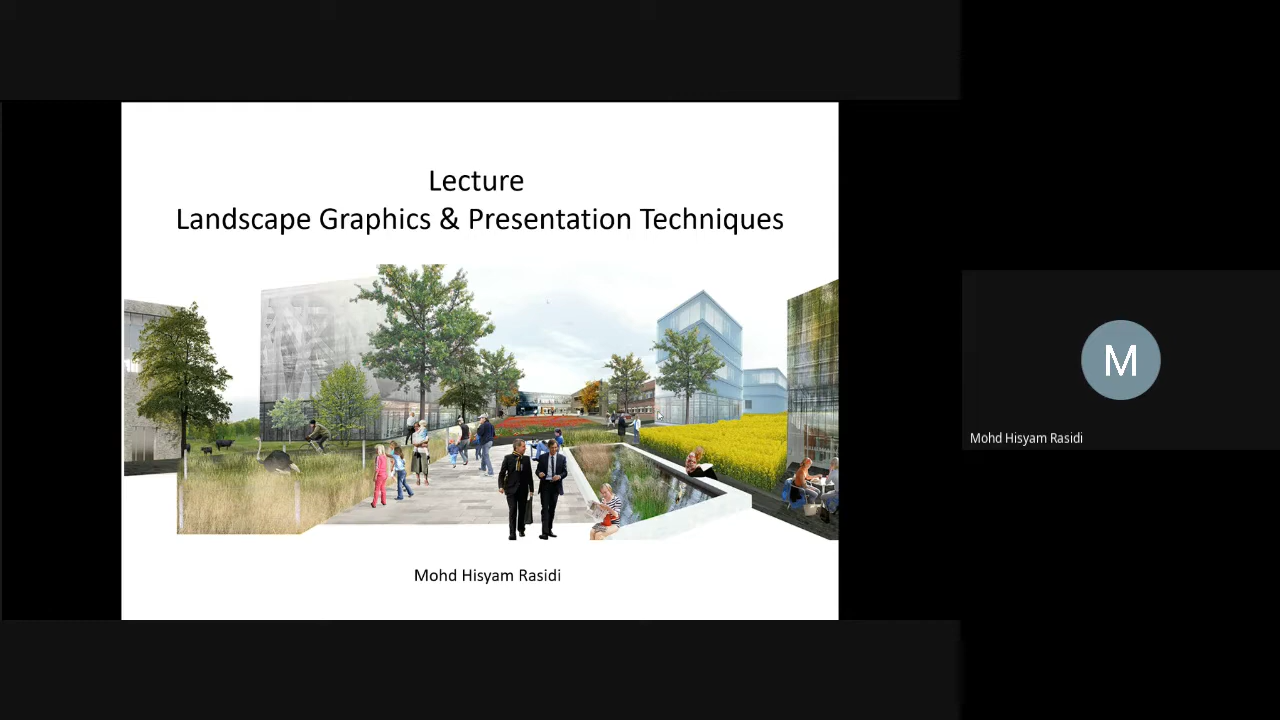 Lecture
Landscape Graphics & Presentation Techniques
Mohd Hisyam Rasidi
M
Mohd Hisyam Rasidi